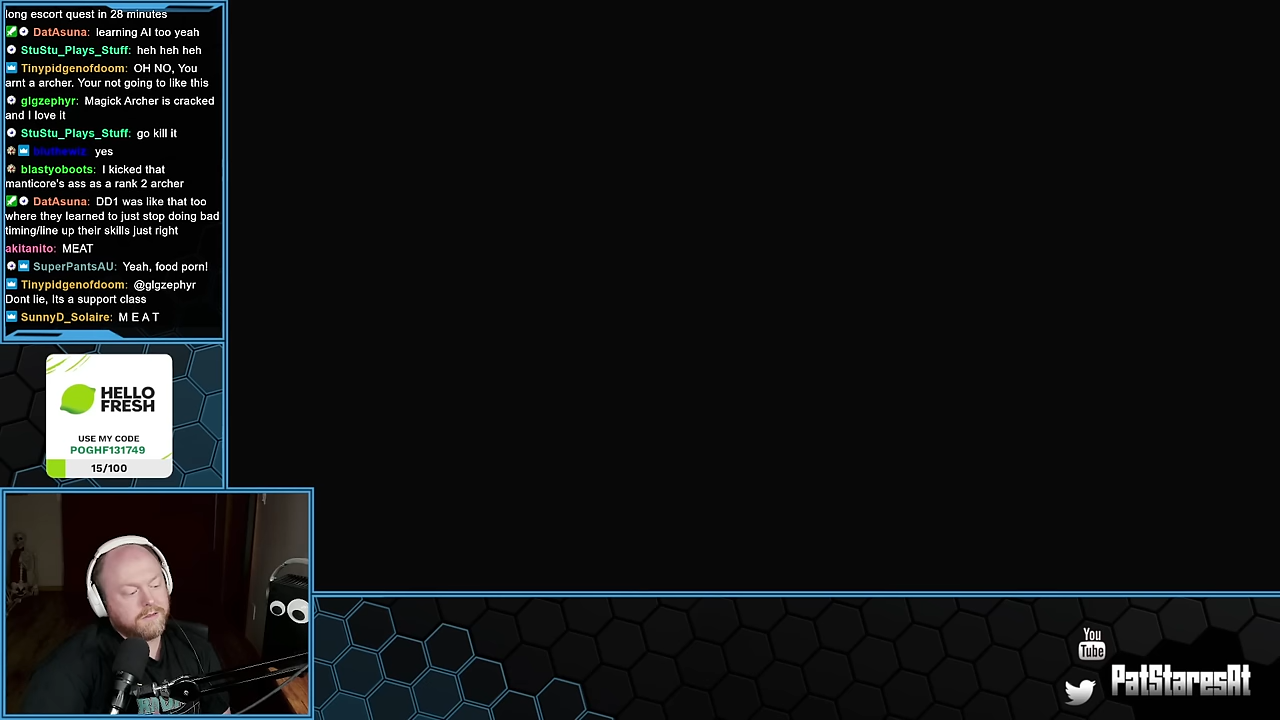 long escort quest in 28 minutes
DatAsuna: learning AI too yeah
StuStu_Plays_Stuff: heh heh heh
Tinypidgenofdoom: OH NO, You
arnt a archer. Your not going to like this
glgzephyr: Magick Archer is cracked
and I love it
StuStu_Plays_Stuff: go kill it
yes
blastyoboots: I kicked that
manticore's ass as a rank 2 archer
DatAsuna: DD1 was like that too
where they learned to just stop doing bad
timing/line up their skills just right
akitanito: MEAT
SuperPantsAU: Yeah, food porn!
Tinypidgenofdoom: @glgzephyr
Dont lie, Its a support class
SunnyD_Solaire: M E A T
HELLO
FRESH
USE MY CODE
POGHF131749
15/100
You
Tube
PatStaresAt